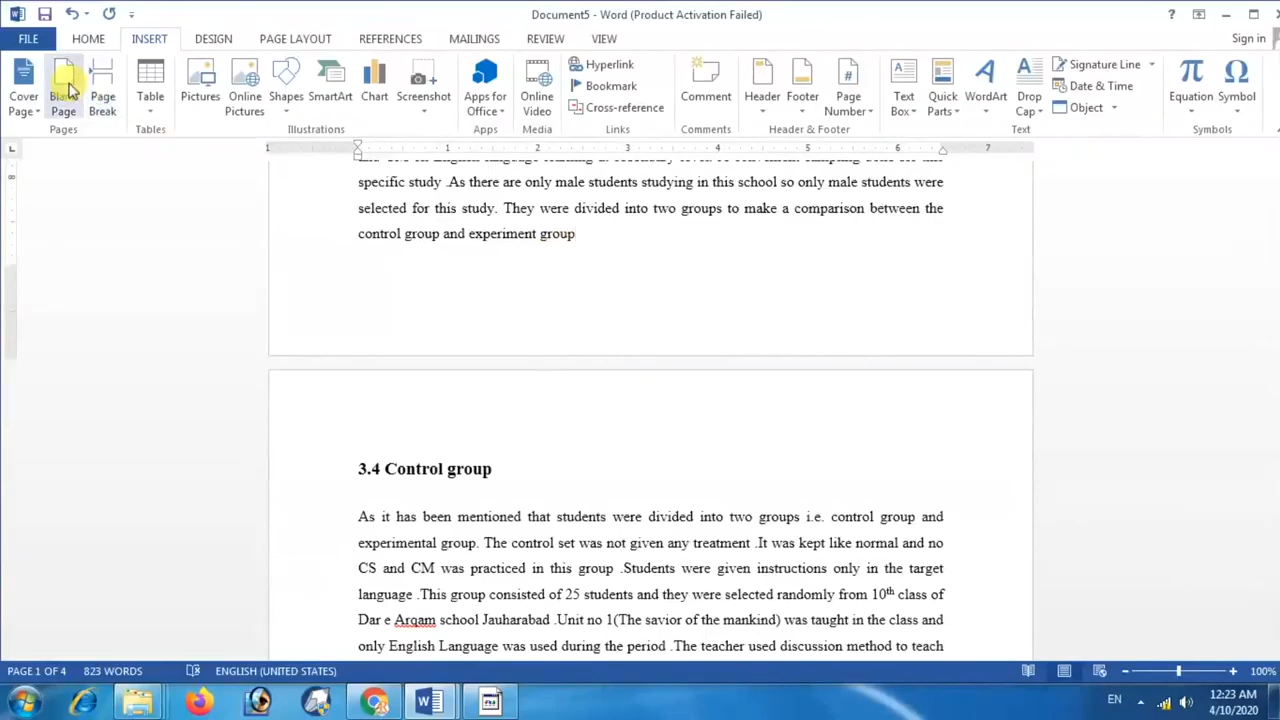 Document5 - Word (Product Activation Failed)
FILE HOME INSERT DESIGN PAGE LAYOUT REFERENCES MAILINGS REVIEW VIEW Sign in
Cover Page Blank Page Page Break Table Pictures Online Pictures Shapes SmartArt Chart Screenshot Apps for Office Online Video Hyperlink Bookmark Cross-reference Comment Header Footer Page Number Text Box Quick Parts WordArt Drop Cap Signature Line Date & Time Object Equation Symbol
Pages Tables Illustrations Apps Media Links Comments Header & Footer Text Symbols
1 1 2 3 4 5 6 7
specific study .As there are only male students studying in this school so only male students were
selected for this study. They were divided into two groups to make a comparison between the
control group and experiment group
3.4 Control group
As it has been mentioned that students were divided into two groups i.e. control group and
experimental group. The control set was not given any treatment .It was kept like normal and no
CS and CM was practiced in this group .Students were given instructions only in the target
language .This group consisted of 25 students and they were selected randomly from 10th class of
Dar e Arqam school Jauharabad .Unit no 1(The savior of the mankind) was taught in the class and
only English Language was used during the period .The teacher used discussion method to teach
PAGE 1 OF 4 823 WORDS ENGLISH (UNITED STATES) 100%
EN 12:23 AM
4/10/2020